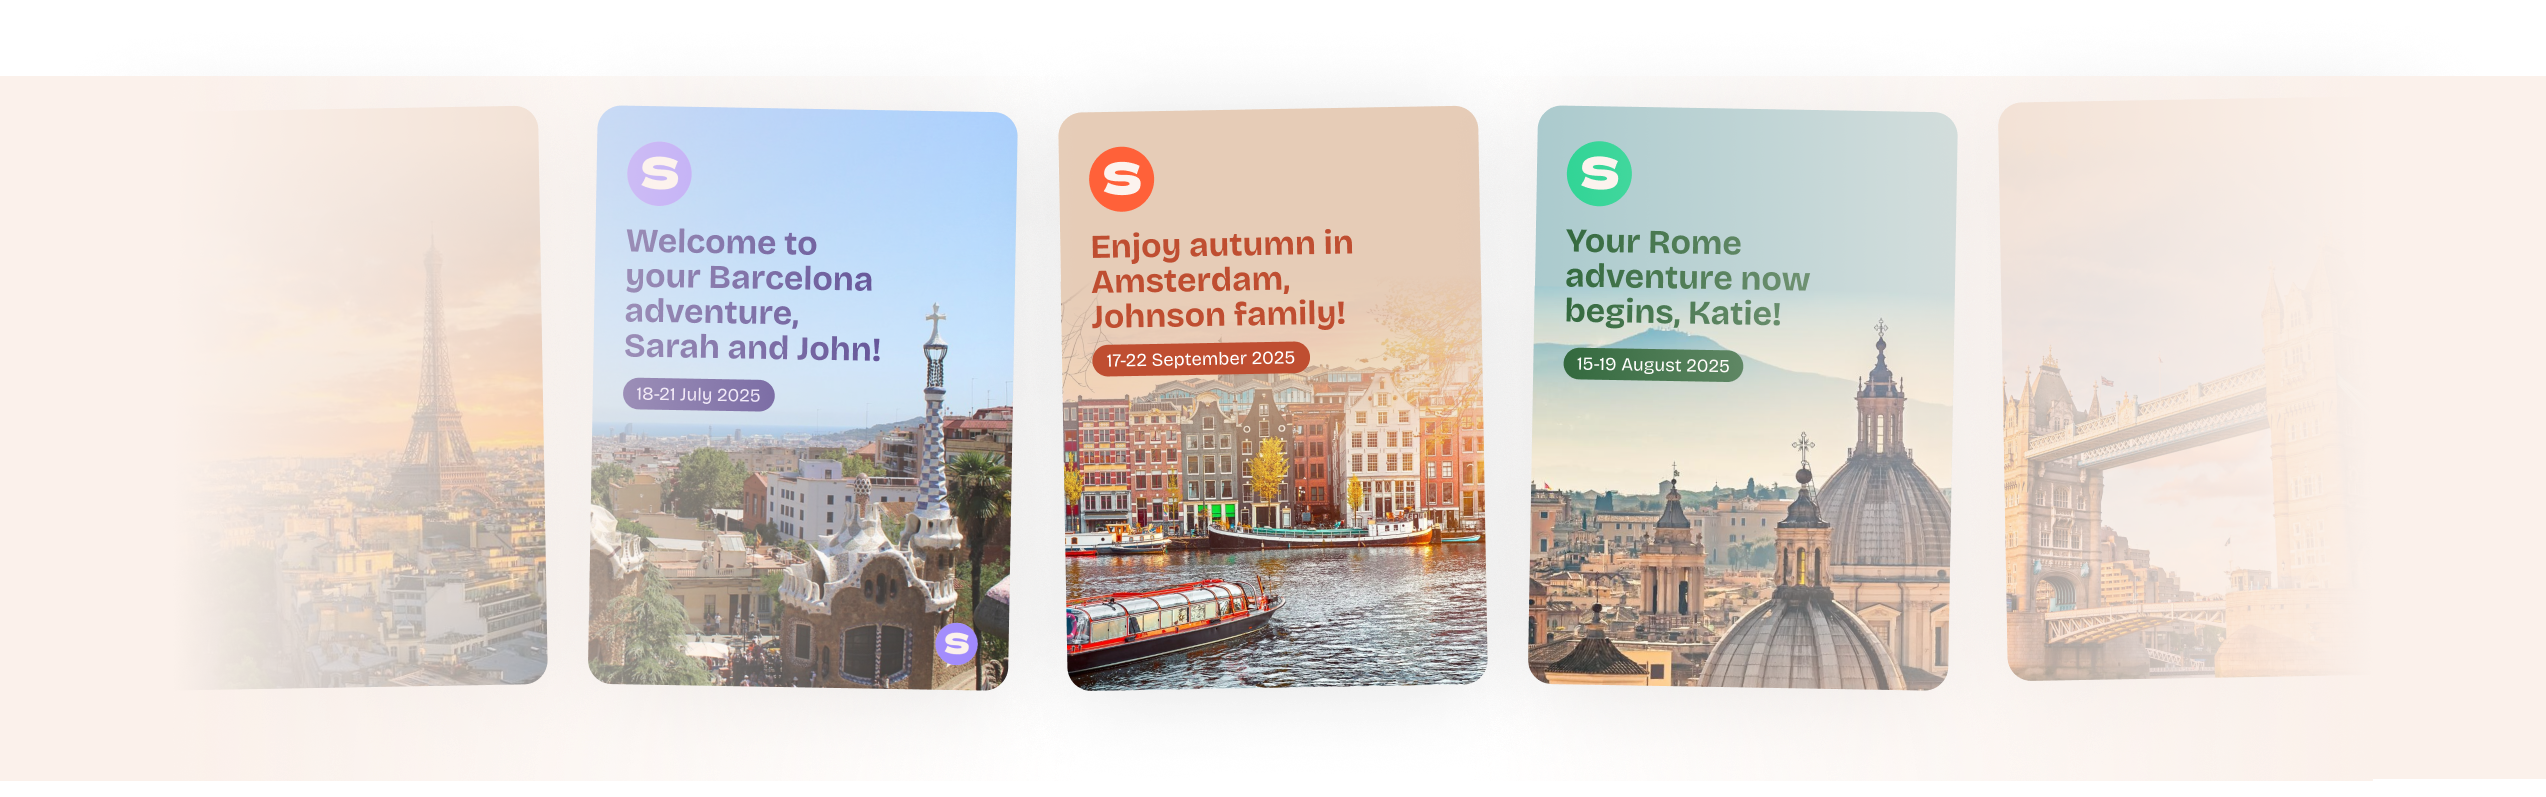 S
Welcome to
your Barcelona
adventure,
Sarah and John!
18-21 July 2025
S
S
Enjoy autumn in
Amsterdam,
Johnson family!
17-22 September 2025
S
Your Rome
adventure now
begins, Katie!
15-19 August 2025